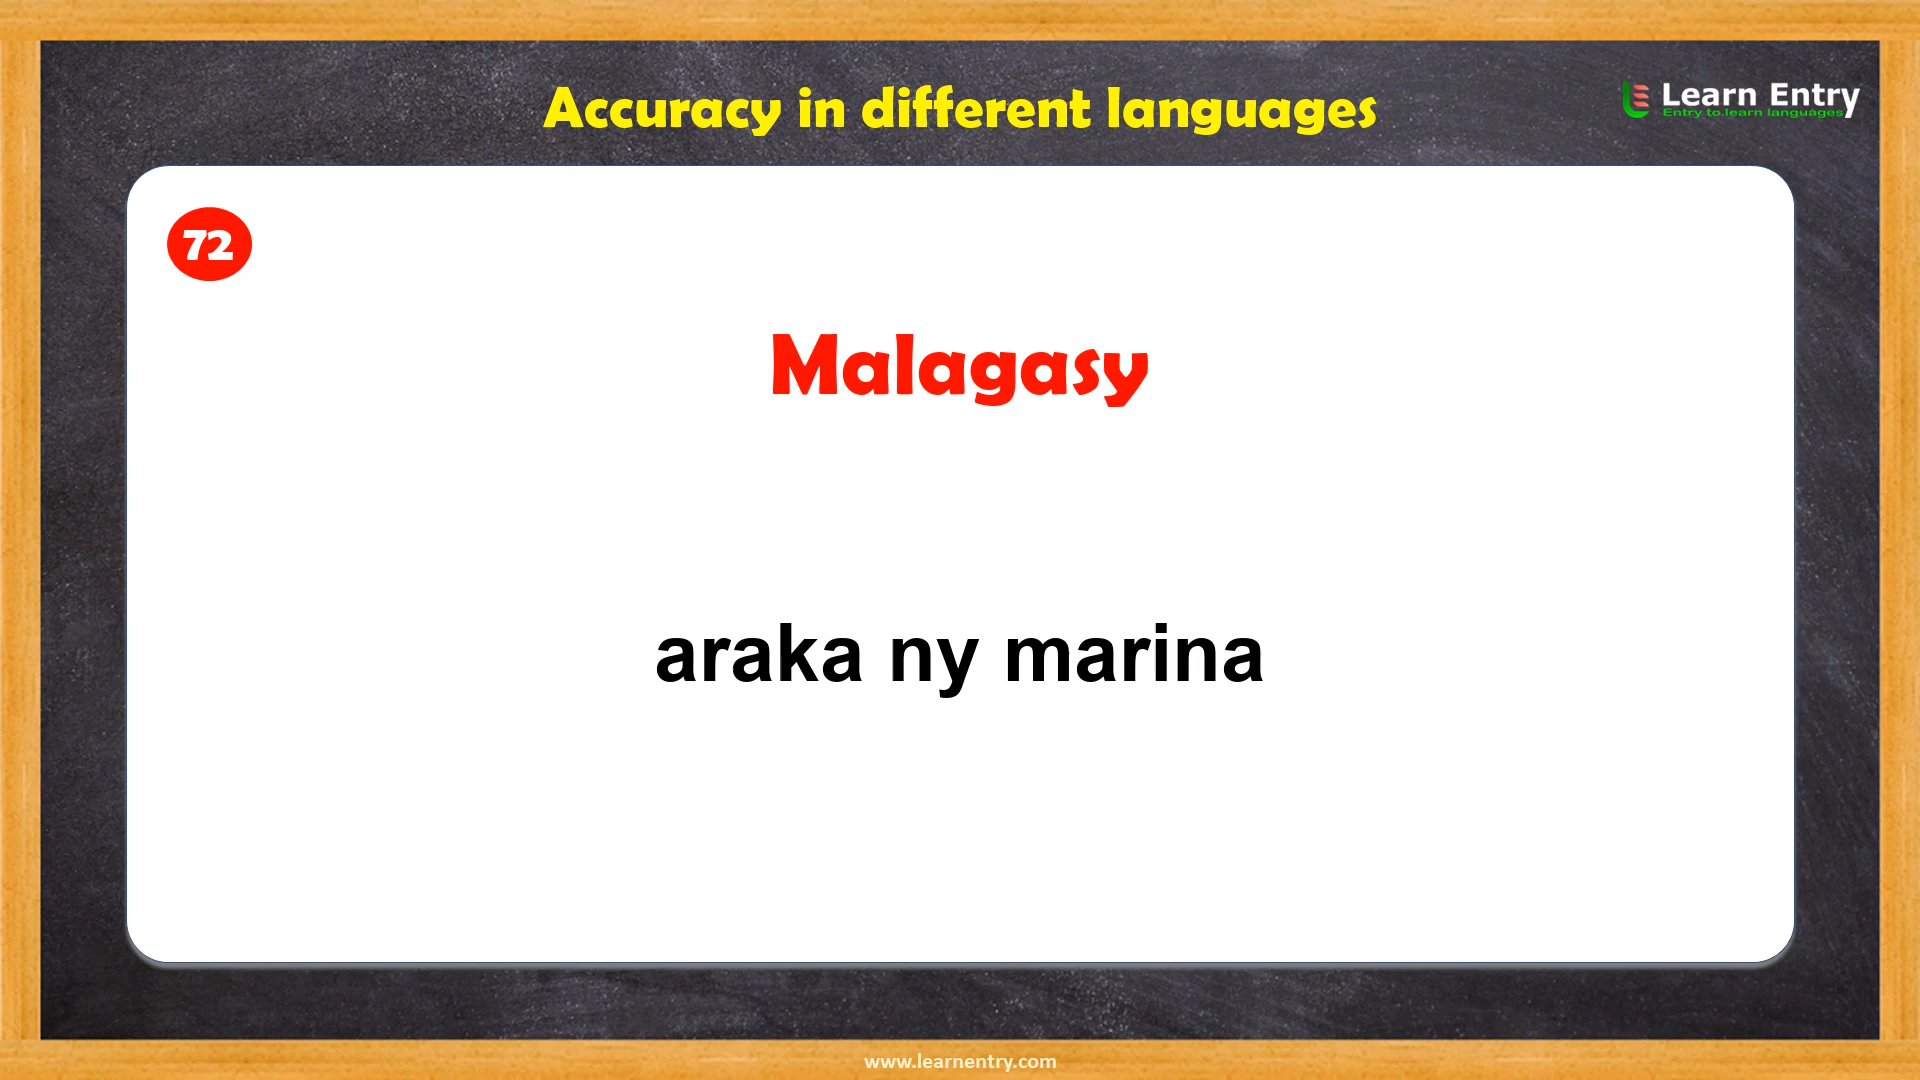 Accuracy in different languages
Learn Entry
Entry to learn languages
72
Malagasy
araka ny marina
www.learnentry.com